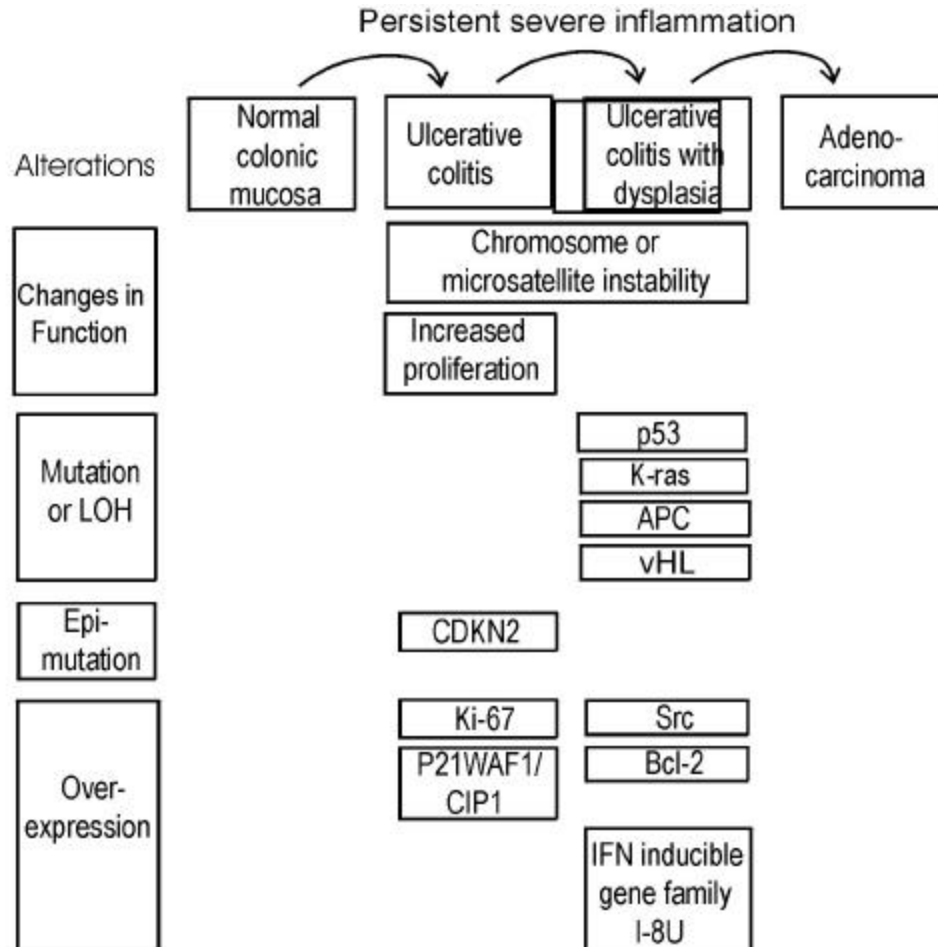 Persistent severe inflammation
Alterations
Normal
colonic
mucosa
Ulcerative
colitis
Ulcerative
colitis with
dysplasia
Adeno-
carcinoma
Changes in
Function
Chromosome or
microsatellite instability
Increased
proliferation
Mutation
or LOH
p53
K-ras
APC
vHL
Epi-
mutation
CDKN2
Over-
expression
Ki-67
P21WAF1/
CIP1
Src
Bcl-2
IFN inducible
gene family
I-8U